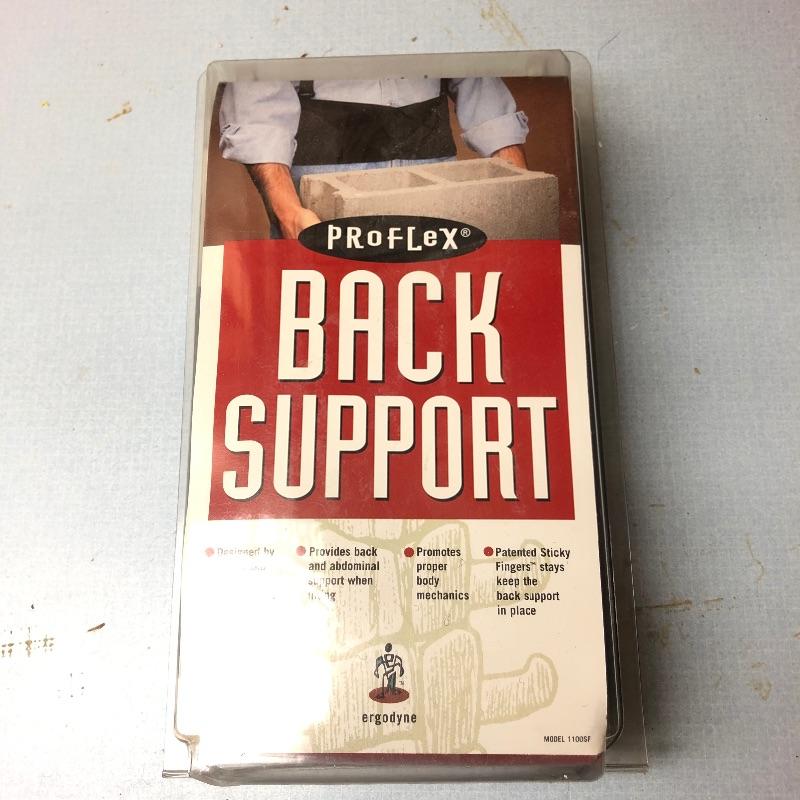 PROFLEX®
BACK
SUPPORT
Designed by
Provides back
and abdominal
support when
lifting
Promotes
proper
body
mechanics
Patented Sticky
Fingers™ stays
keep the
back support
in place
ergodyne
MODEL 1100SF